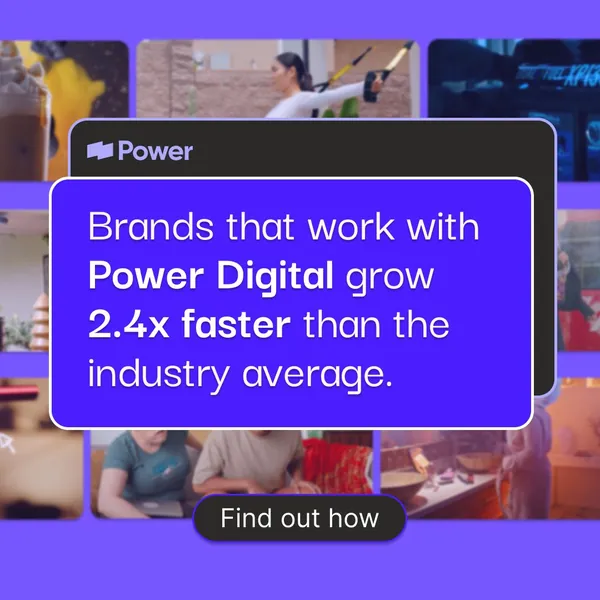 Power
Brands that work with
Power Digital grow
2.4x faster than the
industry average.
Find out how